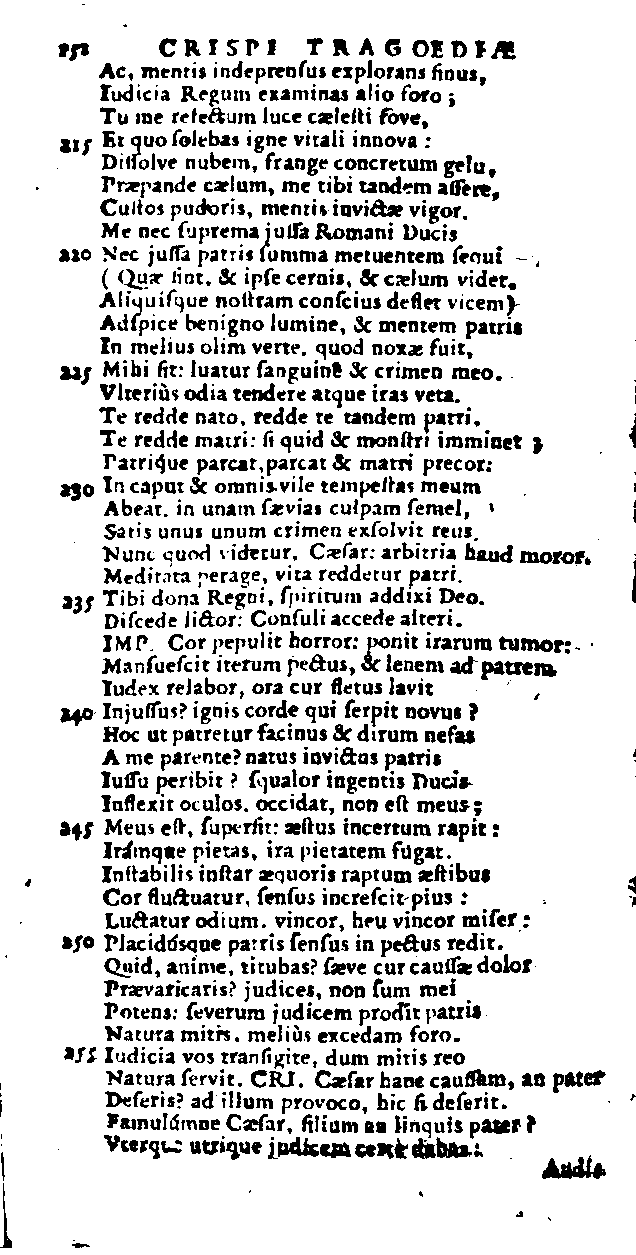 252 CRISPI TRAGOEDIÆ
Ac, mentis indeprensus explorans sinus,
Iudicia Regum examinas alio foro;
Tu me refectum luce cælesti fove,
215 Et quo solebas igne vitali innova:
Dissolve nubem, frange concretum gelu,
Præpande cælum, me tibi tandem assere,
Custos pudoris, mentis invictæ vigor.
Me nec suprema jussa Romani Ducis
220 Nec jussa patris summa metuentem sequi
(Quæ sint, & ipse cernis, & cælum videt.
Aliquisque nostram conscius deflet vicem)
Adspice benigno lumine, & mentem patris
In melius olim verte. quod noxæ fuit,
225 Mihi sit: luatur sanguine & crimen meo.
Vlteriùs odia tendere atque iras veta.
Te redde nato, redde te tandem patri.
Te redde matri: si quid & monstri imminet;
Patrique parcat, parcat & matri precor:
230 In caput & omnis vile tempestas meum
Abeat. in unam sævias culpam semel,
Satis unus unum crimen exsolvit reus.
Nunc quod videtur, Cæsar: arbitria haud moror.
Meditata perage, vita reddetur patri.
235 Tibi dona Regni, spiritum addixi Deo.
Discede lictor: Consuli accede alteri.
IMP. Cor pepulit horror: ponit irarum tumor:
Mansuescit iterum pectus, & lenem ad patrem
Iudex relabor, ora cur fletus lavit
240 Injussus? ignis corde qui serpit novus?
Hoc ut patretur facinus & dirum nefas
A me parente? natus invictus patris
Iussu peribit? squalor ingentis Ducis
Inflexit oculos. occidat, non est meus;
245 Meus est, supersit: æstus incertum rapit:
Irámque pietas, ira pietatem fugat.
Instabilis instar æquoris raptum æstibus
Cor fluctuatur, sensus increscit pius:
Luctatur odium. vincor, heu vincor miser:
250 Placidósque patris sensus in pectus redit.
Quid, anime, titubas? sæve cur caussæ dolor
Prævaricaris? judices, non sum mei
Potens: severum judicem prodit patris
Natura mitis. meliùs excedam foro.
255 Iudicia vos transigite, dum mitis reo
Natura servit. CRI. Cæsar hanc caussam, an pater
Deseris? ad illum provoco, hic si deserit.
Famulúmne Cæsar, filium an linquis pater?
Vterque utrique judicem certè dabas:
Audis